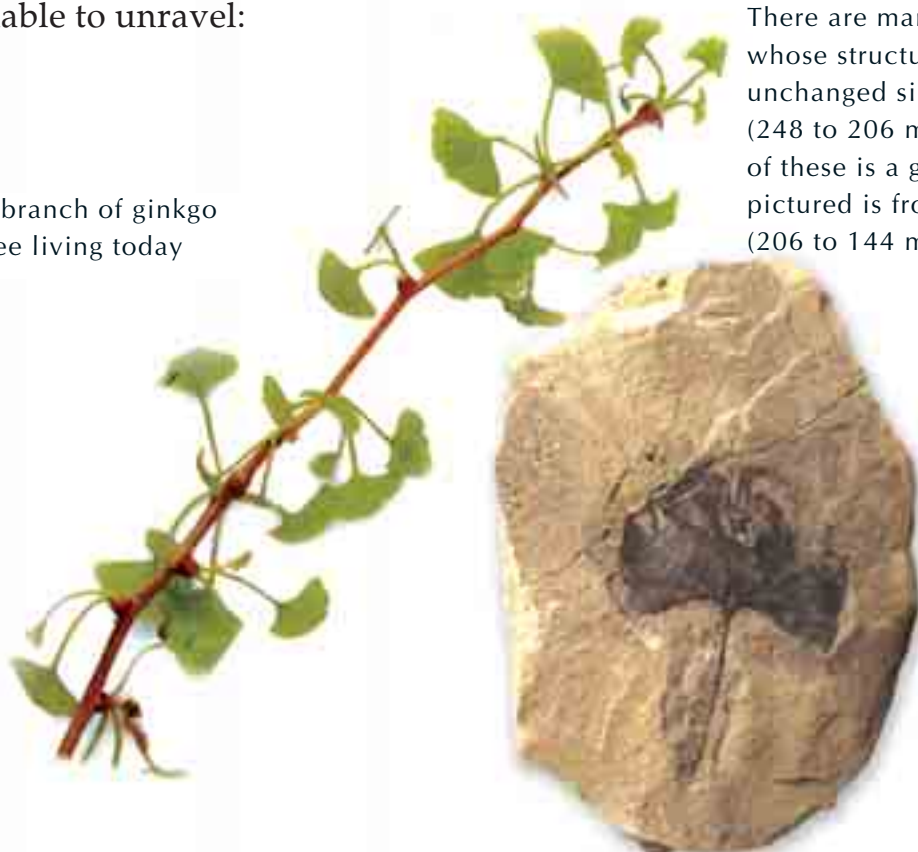 able to unravel:
branch of ginkgo
ee living today
There are mar
whose structu
unchanged si
(248 to 206 m
of these is a g
pictured is fro
(206 to 144 m